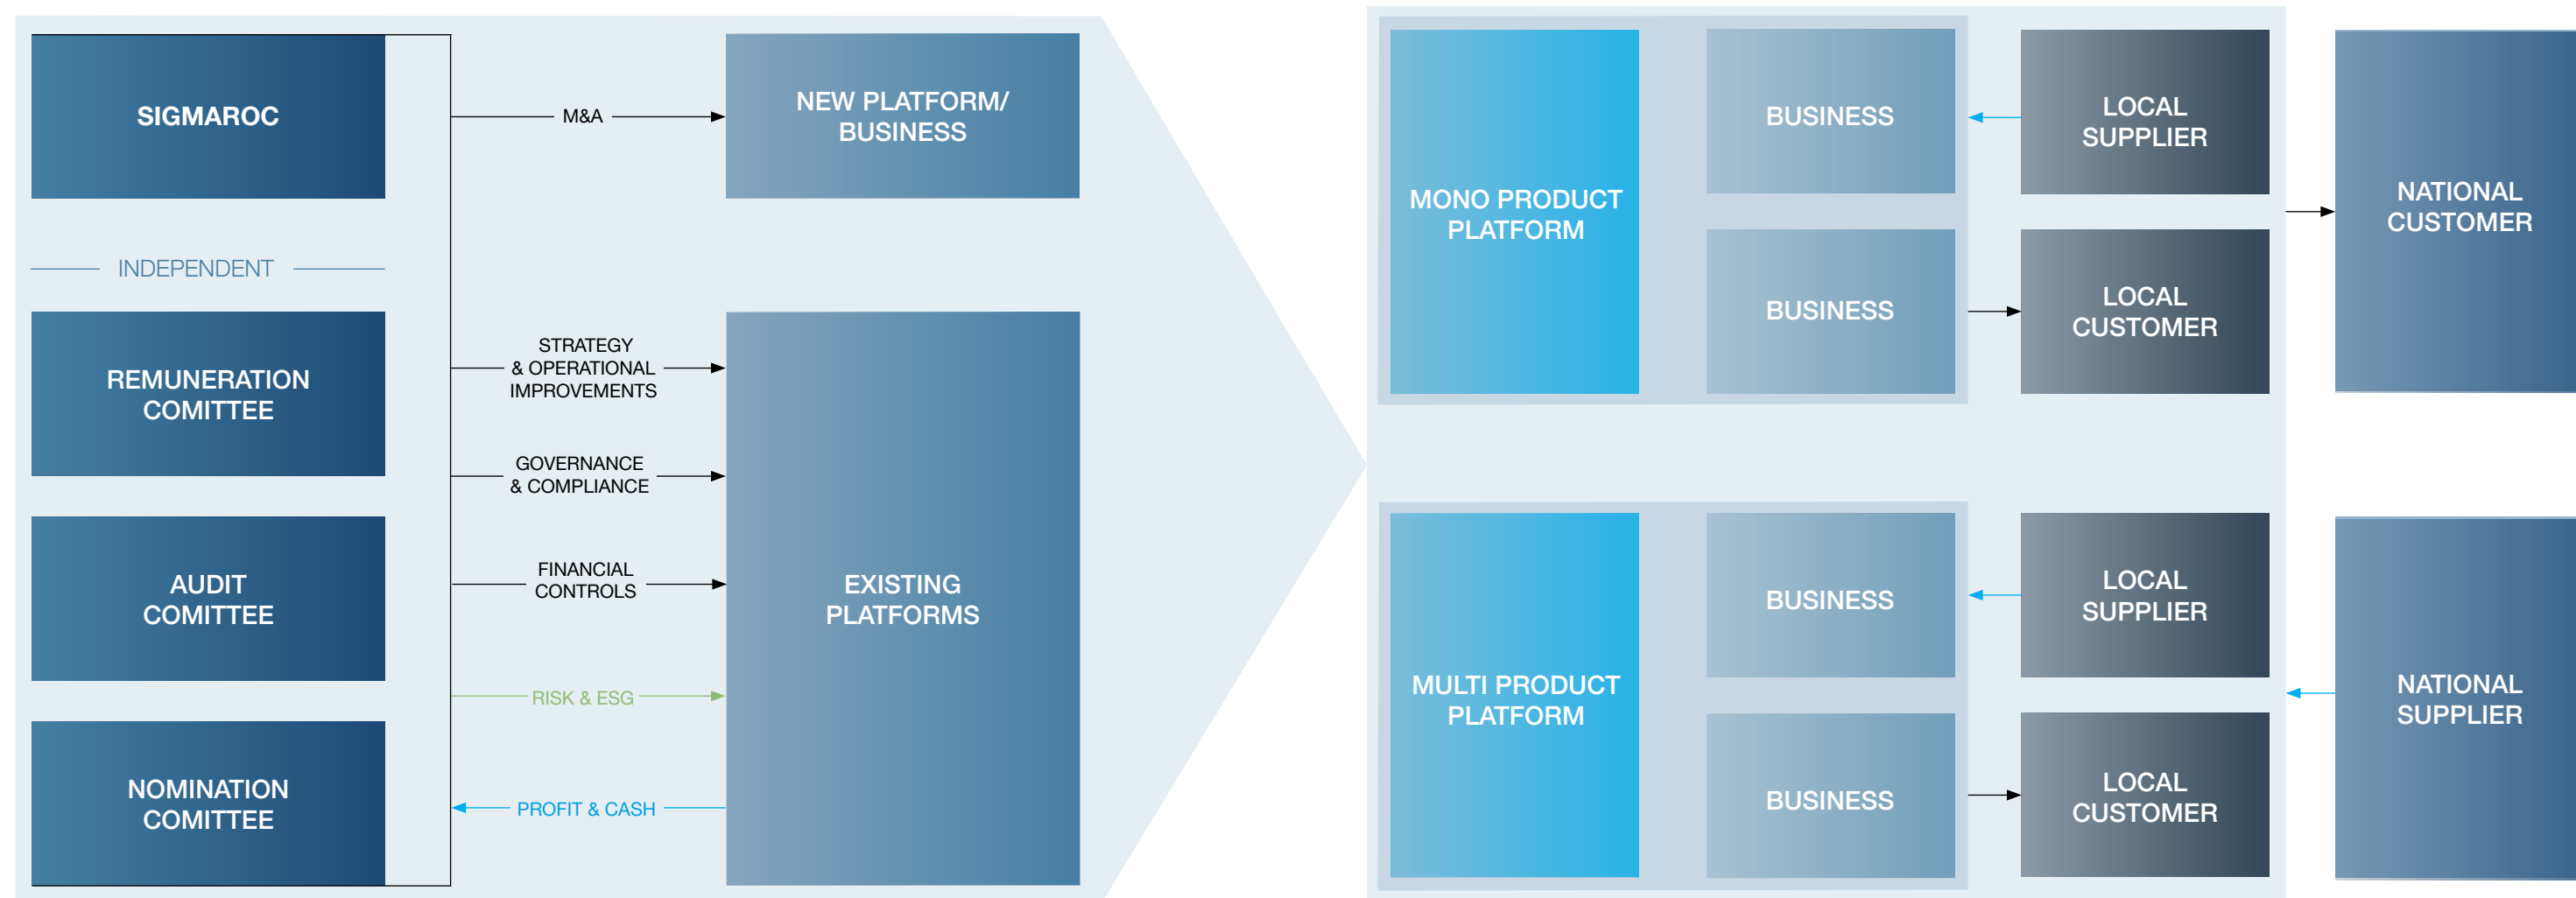 SIGMAROC
INDEPENDENT
REMUNERATION
COMITTEE
AUDIT
COMITTEE
NOMINATION
COMITTEE
M&A
STRATEGY
& OPERATIONAL
IMPROVEMENTS
GOVERNANCE
& COMPLIANCE
FINANCIAL
CONTROLS
RISK & ESG
PROFIT & CASH
NEW PLATFORM/
BUSINESS
EXISTING
PLATFORMS
MONO PRODUCT
PLATFORM
BUSINESS
BUSINESS
LOCAL
SUPPLIER
LOCAL
CUSTOMER
NATIONAL
CUSTOMER
MULTI PRODUCT
PLATFORM
BUSINESS
BUSINESS
LOCAL
SUPPLIER
LOCAL
CUSTOMER
NATIONAL
SUPPLIER